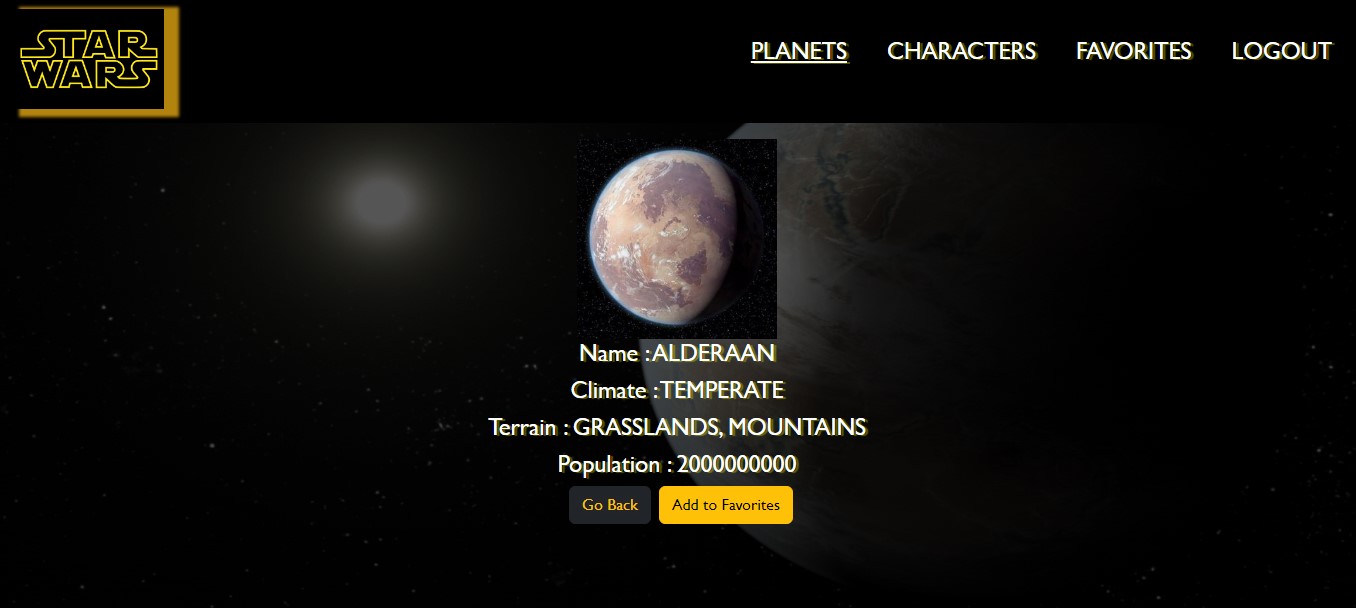 STAR
WARS
PLANETS CHARACTERS FAVORITES LOGOUT
Name : ALDERAAN
Climate : TEMPERATE
Terrain : GRASSLANDS, MOUNTAINS
Population : 2000000000
Go Back Add to Favorites